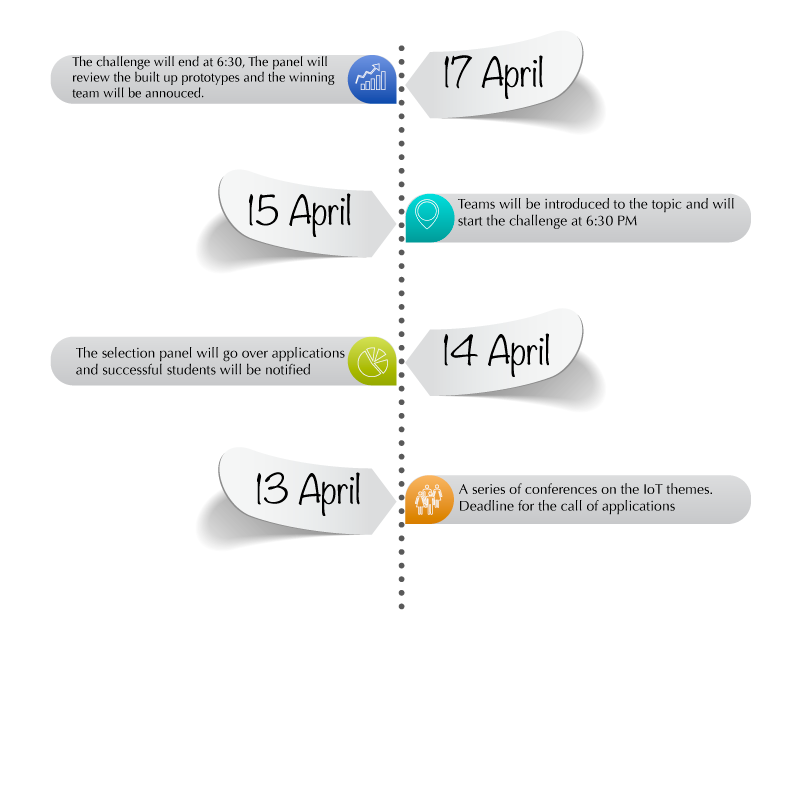 The challenge will end at 6:30, The panel will
review the built up prototypes and the winning
team will be annouced.
17 April
15 April
Teams will be introduced to the topic and will
start the challenge at 6:30 PM
The selection panel will go over applications
and successful students will be notified
14 April
13 April
A series of conferences on the IoT themes.
Deadline for the call of applications